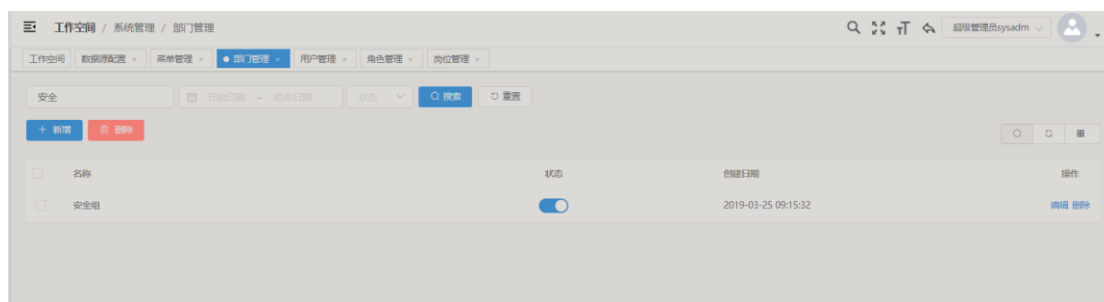 工作空间 / 系统管理 / 部门管理 超级管理员sysadm
工作空间 数据源配置 × 菜单管理 × 部门管理 × 用户管理 × 角色管理 × 岗位管理 ×
安全 开始日期 - 结束日期 状态 搜索 重置
+ 新增 删除
名称 状态 创建日期 操作
安全组 2019-03-25 09:15:32 编辑 删除